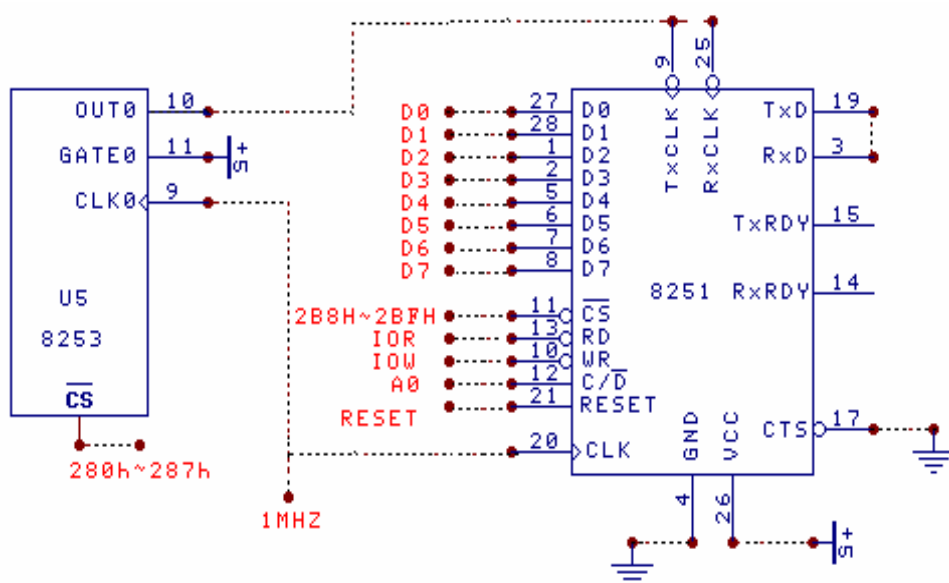 OUT0 10
GATE0 11 +5
CLK0 9
U5
8253
CS
280h~287h
1MHZ
9 25
TxCLK RxCLK
D0 27 D0
D1 28 D1
D2 1 D2
D3 2 D3
D4 5 D4
D5 6 D5
D6 7 D6
D7 8 D7
2B8H~2BFH 11 CS
IOR 13 RD
IOW 10 WR
A0 12 C/D
RESET 21 RESET
20 CLK
8251
TxD 19
RxD 3
TxRDY 15
RxRDY 14
CTS 17
GND VCC
4 26
+5